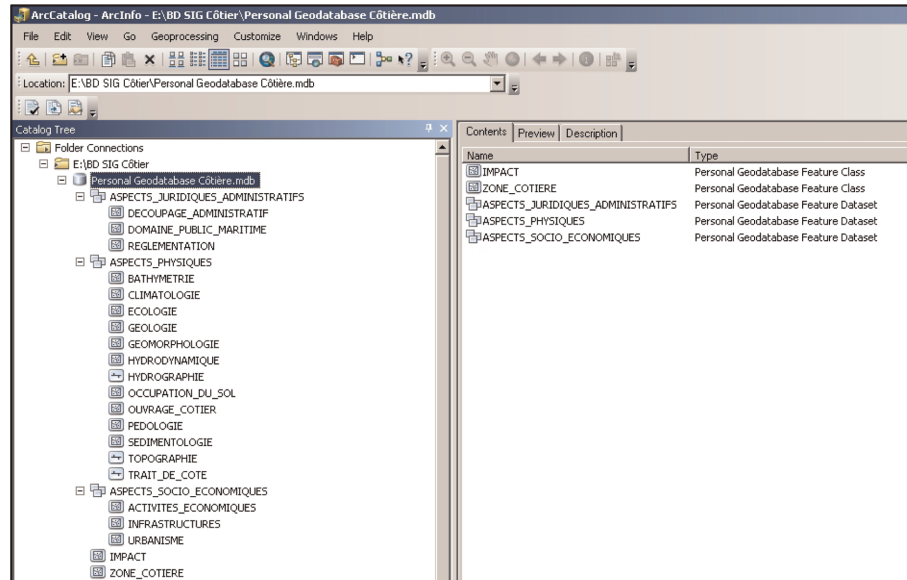 ArcCatalog - ArcInfo - E:\BD SIG Côtier\Personal Geodatabase Côtière.mdb
File Edit View Go Geoprocessing Customize Windows Help
Location: E:\BD SIG Côtier\Personal Geodatabase Côtière.mdb
Catalog Tree
Folder Connections
E:\BD SIG Côtier
Personal Geodatabase Côtière.mdb
ASPECTS_JURIDIQUES_ADMINISTRATIFS
DECOUPAGE_ADMINISTRATIF
DOMAINE_PUBLIC_MARITIME
REGLEMENTATION
ASPECTS_PHYSIQUES
BATHYMETRIE
CLIMATOLOGIE
ECOLOGIE
GEOLOGIE
GEOMORPHOLOGIE
HYDRODYNAMIQUE
HYDROGRAPHIE
OCCUPATION_DU_SOL
OUVRAGE_COTIER
PEDOLOGIE
SEDIMENTOLOGIE
TOPOGRAPHIE
TRAIT_DE_COTE
ASPECTS_SOCIO_ECONOMIQUES
ACTIVITES_ECONOMIQUES
INFRASTRUCTURES
URBANISME
IMPACT
ZONE_COTIERE
Contents Preview Description
Name Type
IMPACT Personal Geodatabase Feature Class
ZONE_COTIERE Personal Geodatabase Feature Class
ASPECTS_JURIDIQUES_ADMINISTRATIFS Personal Geodatabase Feature Dataset
ASPECTS_PHYSIQUES Personal Geodatabase Feature Dataset
ASPECTS_SOCIO_ECONOMIQUES Personal Geodatabase Feature Dataset